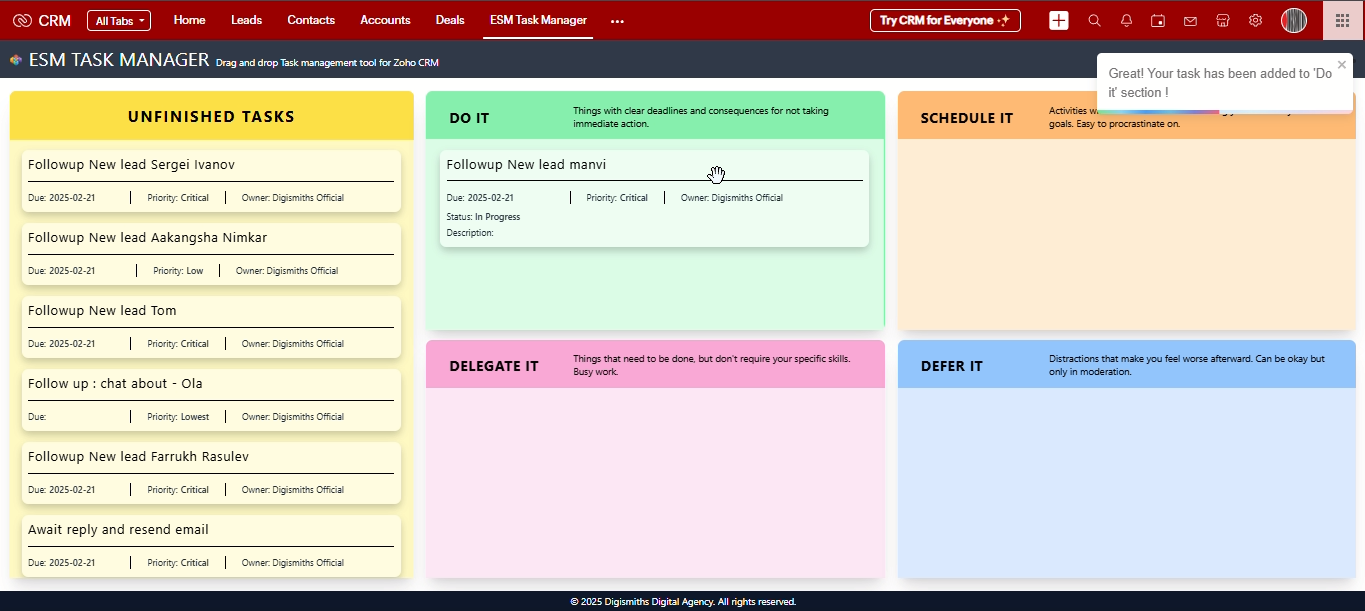 CRM
All Tabs
Home
Leads
Contacts
Accounts
Deals
ESM Task Manager
...
Try CRM for Everyone
ESM TASK MANAGER Drag and drop Task management tool for Zoho CRM
Great! Your task has been added to 'Do
it' section !
UNFINISHED TASKS
Followup New lead Sergei Ivanov
Due: 2025-02-21 Priority: Critical Owner: Digismiths Official
Followup New lead Aakangsha Nimkar
Due: 2025-02-21 Priority: Low Owner: Digismiths Official
Followup New lead Tom
Due: 2025-02-21 Priority: Critical Owner: Digismiths Official
Follow up : chat about - Ola
Due: Priority: Lowest Owner: Digismiths Official
Followup New lead Farrukh Rasulev
Due: 2025-02-21 Priority: Critical Owner: Digismiths Official
Await reply and resend email
Due: 2025-02-21 Priority: Critical Owner: Digismiths Official
DO IT
Things with clear deadlines and consequences for not taking
immediate action.
Followup New lead manvi
Due: 2025-02-21 Priority: Critical Owner: Digismiths Official
Status: In Progress
Description:
SCHEDULE IT
Activities
goals. Easy to procrastinate on.
DELEGATE IT
Things that need to be done, but don't require your specific skills.
Busy work.
DEFER IT
Distractions that make you feel worse afterward. Can be okay but
only in moderation.
© 2025 Digismiths Digital Agency. All rights reserved.